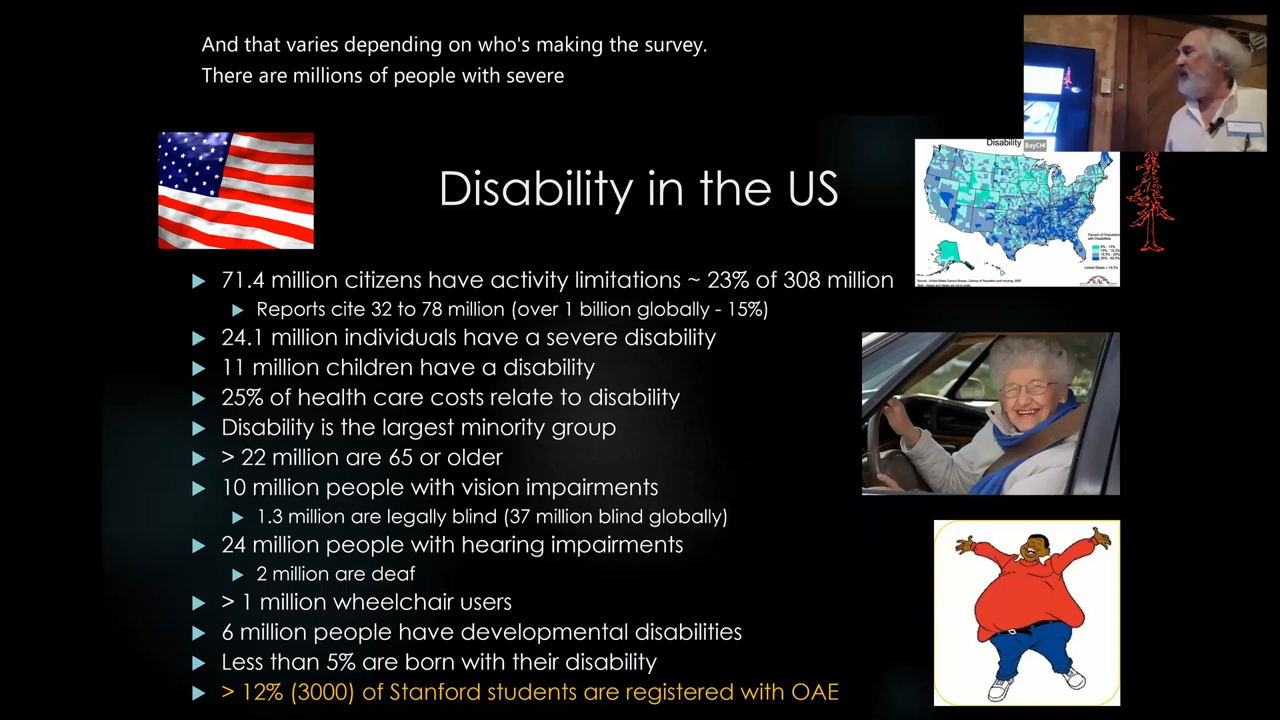 And that varies depending on who's making the survey.
There are millions of people with severe
Disability
BayCHI
Disability in the US
71.4 million citizens have activity limitations ~ 23% of 308 million
Reports cite 32 to 78 million (over 1 billion globally - 15%)
24.1 million individuals have a severe disability
11 million children have a disability
25% of health care costs relate to disability
Disability is the largest minority group
> 22 million are 65 or older
10 million people with vision impairments
1.3 million are legally blind (37 million blind globally)
24 million people with hearing impairments
2 million are deaf
> 1 million wheelchair users
6 million people have developmental disabilities
Less than 5% are born with their disability
> 12% (3000) of Stanford students are registered with OAE